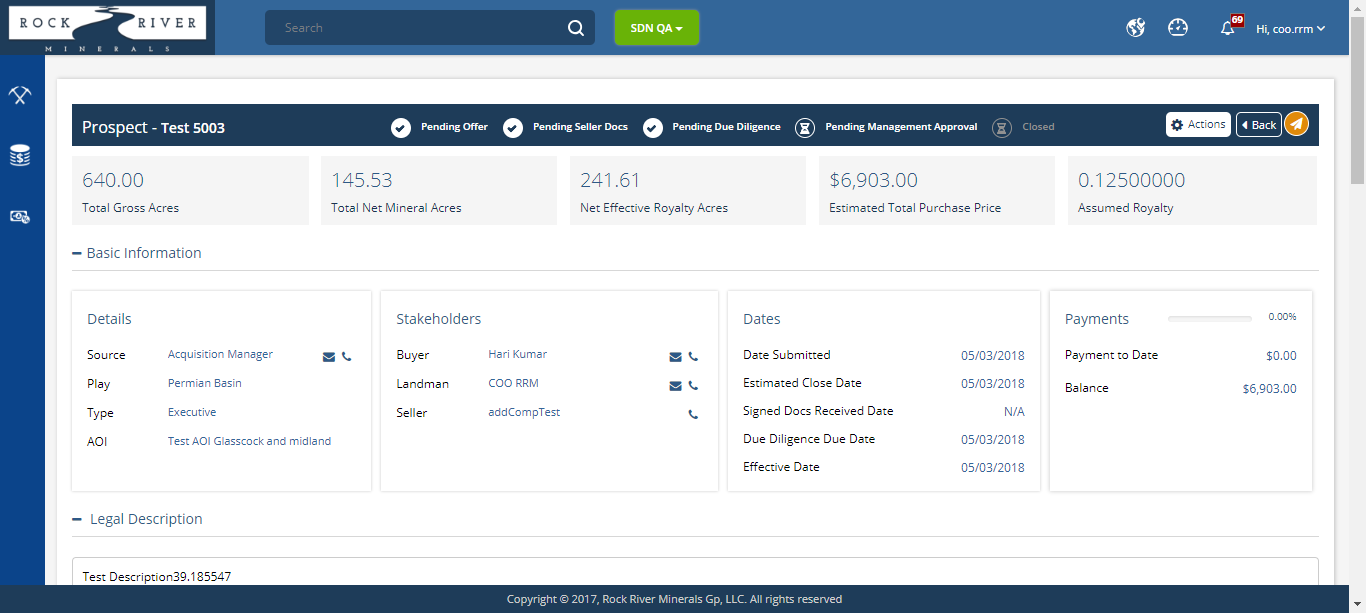 ROCK RIVER
MINERALS
Search
SDN QA
69
Hi, coo.rrm
Prospect - Test 5003
Pending Offer
Pending Seller Docs
Pending Due Diligence
Pending Management Approval
Closed
Actions
Back
640.00
Total Gross Acres
145.53
Total Net Mineral Acres
241.61
Net Effective Royalty Acres
$6,903.00
Estimated Total Purchase Price
0.12500000
Assumed Royalty
Basic Information
Details
Source Acquisition Manager
Play Permian Basin
Type Executive
AOI Test AOI Glasscock and midland
Stakeholders
Buyer Hari Kumar
Landman COO RRM
Seller addCompTest
Dates
Date Submitted 05/03/2018
Estimated Close Date 05/03/2018
Signed Docs Received Date N/A
Due Diligence Due Date 05/03/2018
Effective Date 05/03/2018
Payments 0.00%
Payment to Date $0.00
Balance $6,903.00
Legal Description
Test Description39.185547
Copyright © 2017, Rock River Minerals Gp, LLC. All rights reserved